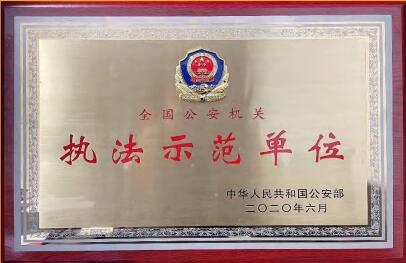 全国公安机关
执法示范单位
中华人民共和国公安部
二〇二〇年六月